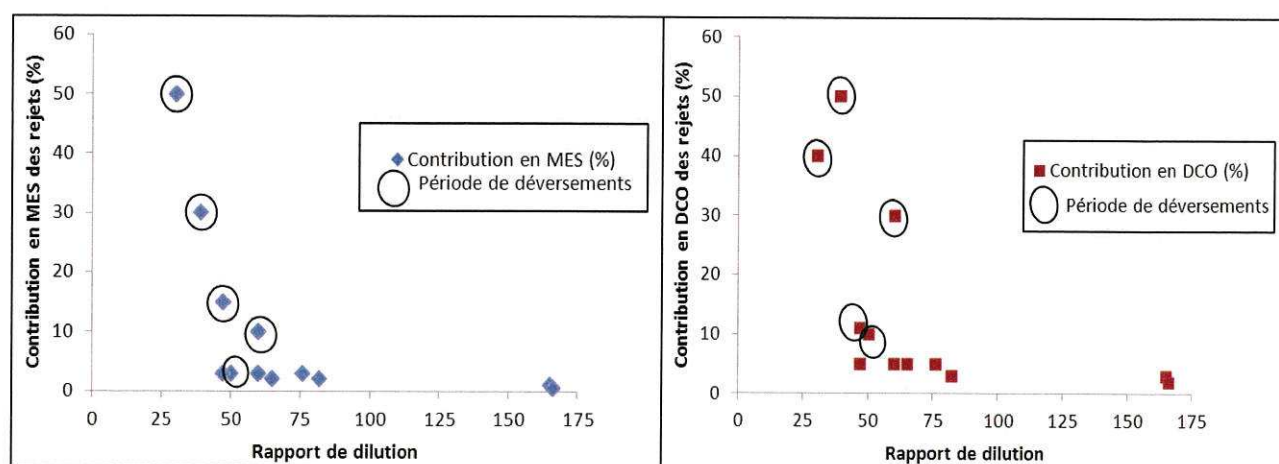 Contribution en MES des rejets (%)
60
50
40
30
20
10
0
0 25 50 75 100 125 150 175
Rapport de dilution
Contribution en MES (%)
Période de déversements
Contribution en DCO des rejets (%)
60
50
40
30
20
10
0
0 25 50 75 100 125 150 175
Rapport de dilution
Contribution en DCO (%)
Période de déversements